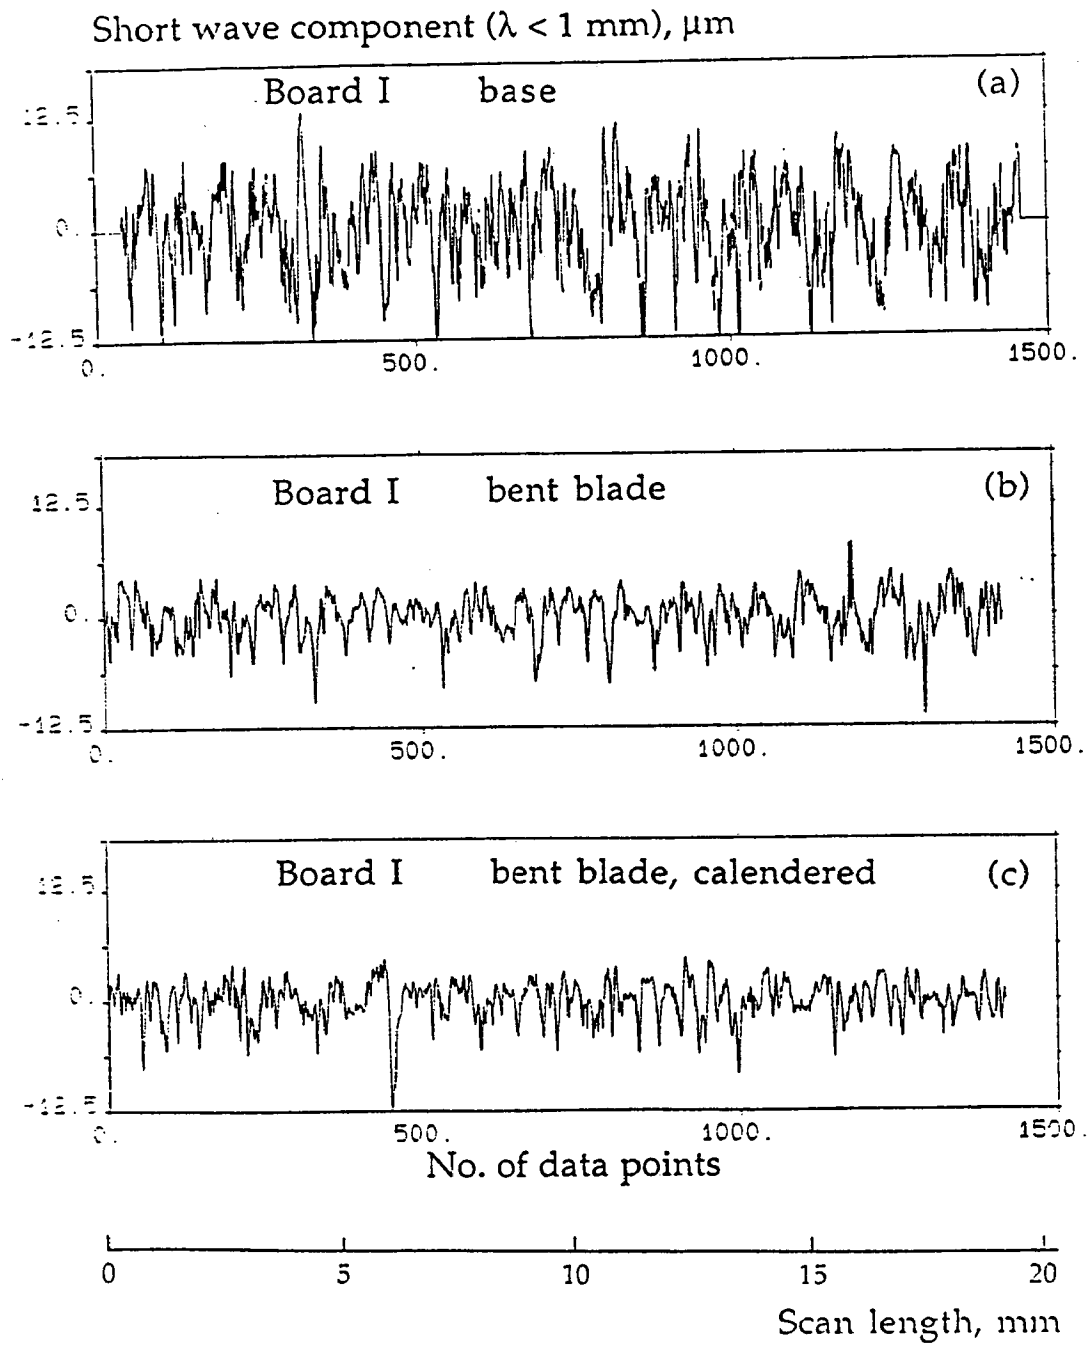 Short wave component (λ < 1 mm), μm
Board I base (a)
12.5
0.
-12.5
0. 500. 1000. 1500.
Board I bent blade (b)
12.5
0.
-12.5
0. 500. 1000. 1500.
Board I bent blade, calendered (c)
12.5
0.
-12.5
0. 500. 1000. 1500.
No. of data points
0 5 10 15 20
Scan length, mm